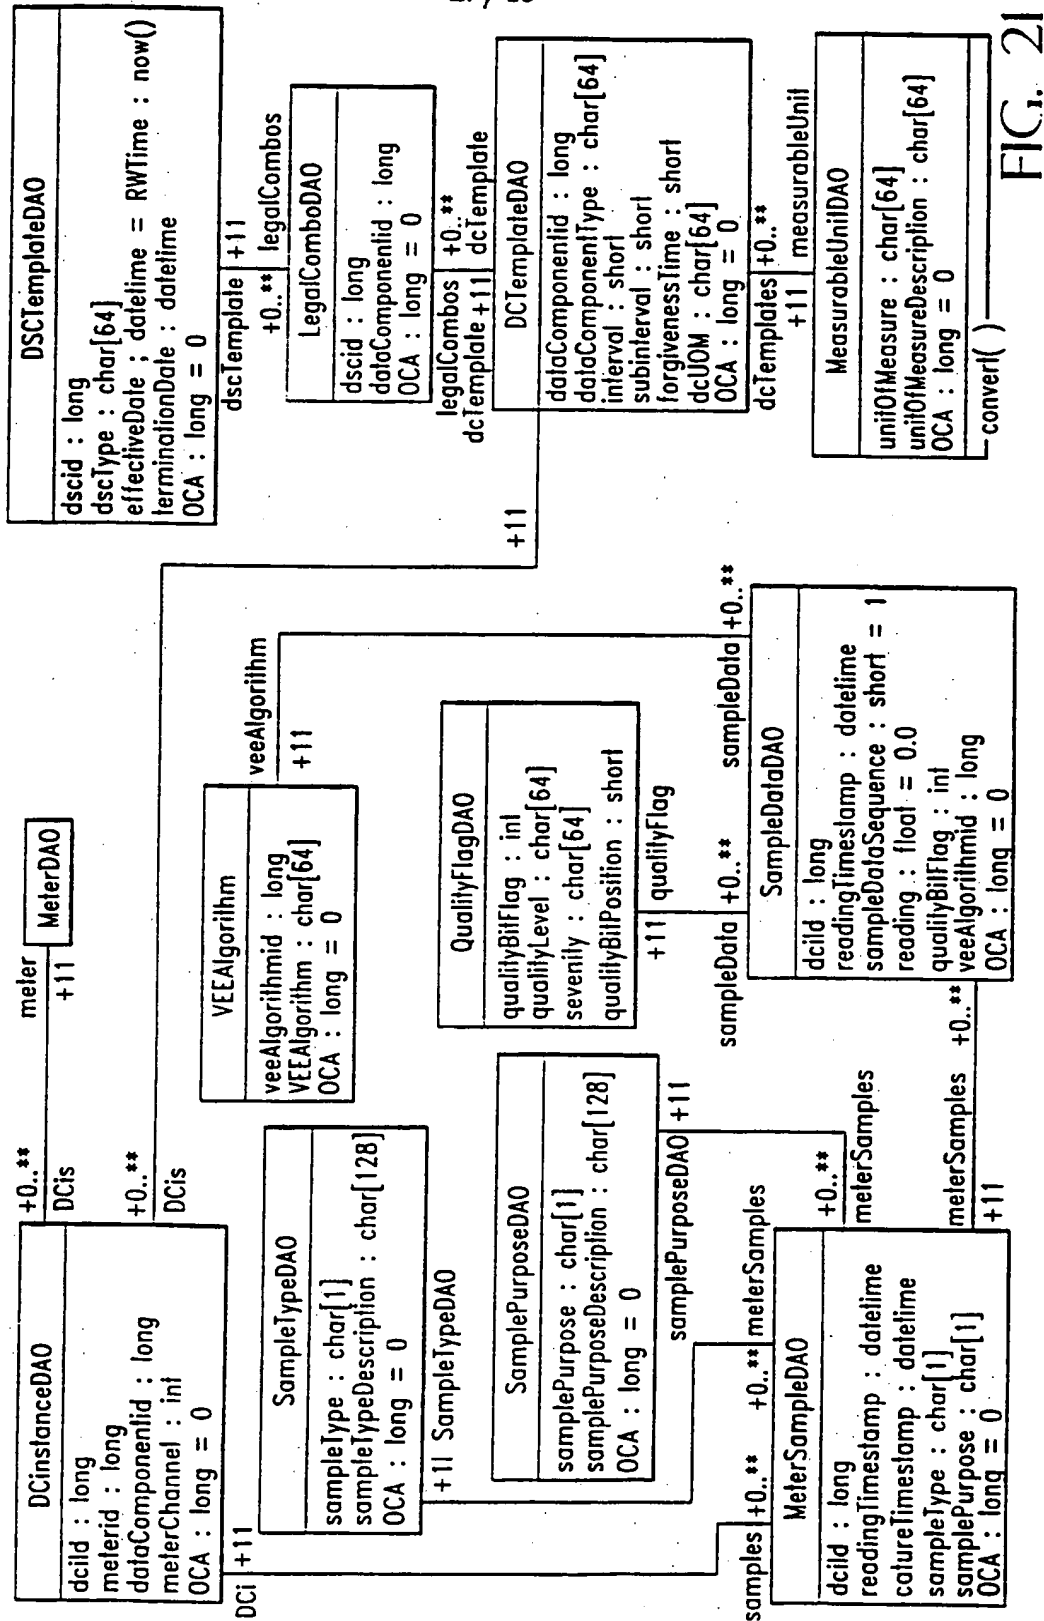 DCinstanceDAO
dciId : long
meterid : long
dataComponentid : long
meterChannel : int
OCA : long = 0
+0..**
DCis
meter
+11
MeterDAO
+0..**
DCis
+11
DCi +11
DSCTemplateDAO
dscid : long
dscType : char[64]
effectiveDate ; datetime = RWTime : now()
terminationDate : datetime
OCA : long = 0
dscTemplate +11
+0..** legalCombos
LegalComboDAO
dscid : long
dataComponentid : long
OCA : long = 0
legalCombos +0..**
dcTemplate +11 dcTemplate
DCTemplateDAO
dataComponentid : long
dataComponentType : char[64]
interval : short
subinterval : short
forgivenessTime : short
dcUOM : char[64]
OCA : long = 0
dcTemplates +0..**
+11 measurableUnit
MeasurableUnitDAO
unitOfMeasure : char[64]
unitOfMeasureDescription : char[64]
OCA : long = 0
convert( )
VEEAlgorithm
veeAlgorithmid : long
VEEAlgorithm : char[64]
OCA : long = 0
veeAlgorithm
+11
SampleTypeDAO
sampleType : char[1]
sampleTypeDescription : char[128]
OCA : long = 0
+11 SampleTypeDAO
QualityFlagDAO
qualityBitFlag : int
qualityLevel : char[64]
sevenity : char[64]
qualityBitPosition : short
+11 qualityFlag
SamplePurposeDAO
samplePurpose : char[1]
samplePurposeDescription : char[128]
OCA : long = 0
samplePurposeDAO +11
sampleData +0..**
sampleData +0..**
SampleDataDAO
dciId : long
readingTimestamp : datetime
sampleDataSequence : short = 1
reading : float = 0.0
qualityBitFlag : int
veeAlgorithmid : long
OCA : long = 0
samples +0..**
+0..** meterSamples
+0..**
meterSamples
MeterSampleDAO
dciId : long
readingTimestamp : datetime
catureTimestamp : datetime
sampleType : char[1]
samplePurpose : char[1]
OCA : long = 0
meterSamples +0..**
+11
FIG. 21